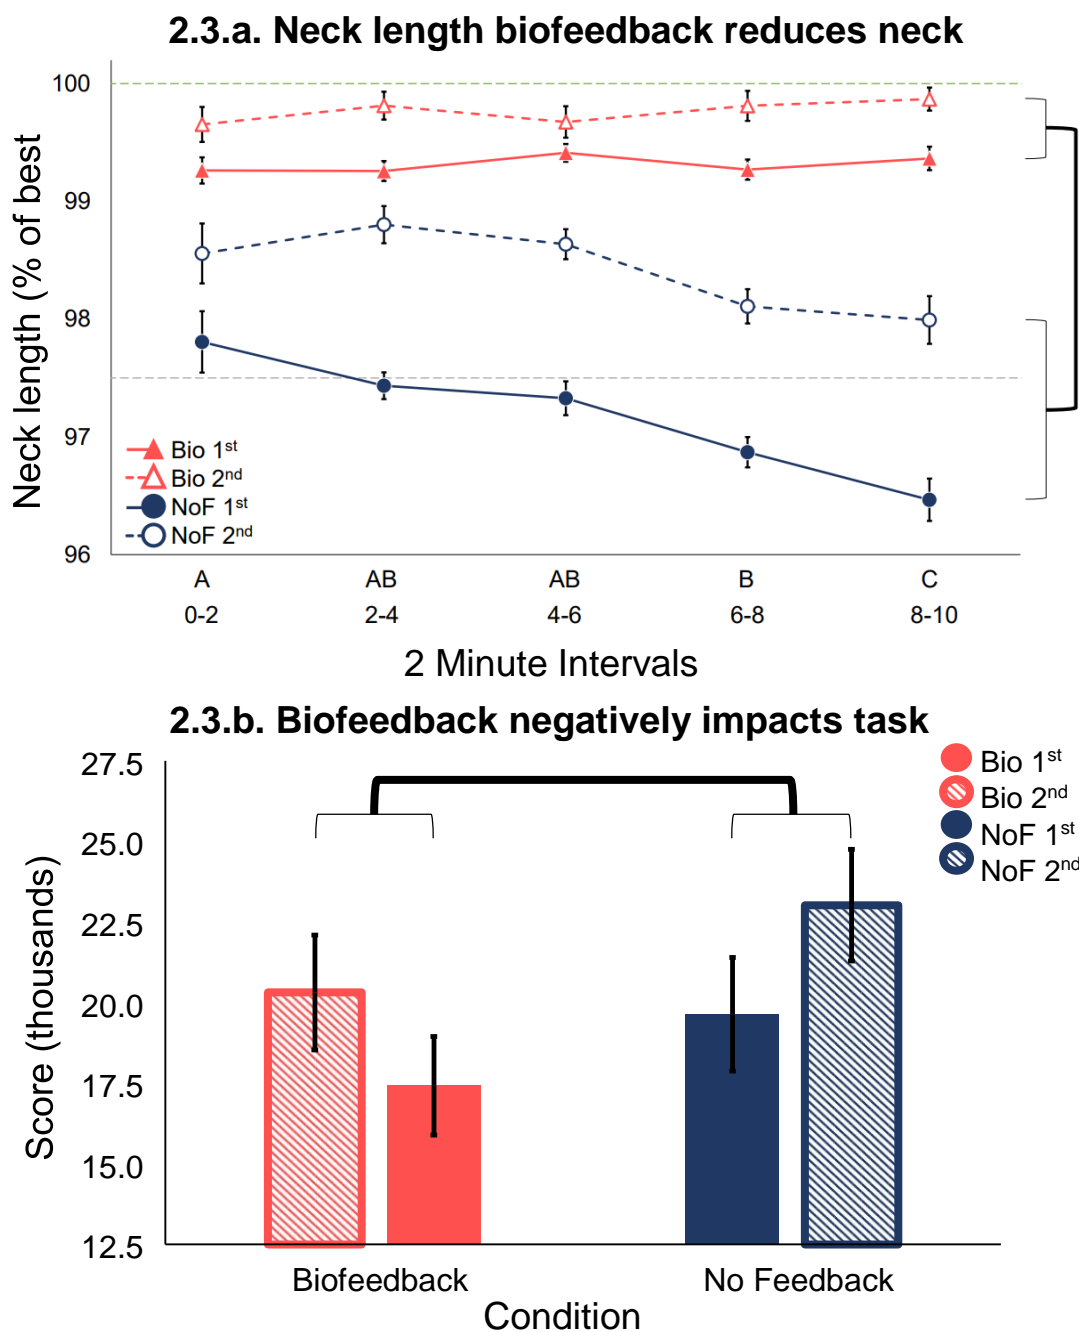 2.3.a. Neck length biofeedback reduces neck
Neck length (% of best
100
99
98
97
96
Bio 1st
Bio 2nd
NoF 1st
NoF 2nd
A AB AB B C
0-2 2-4 4-6 6-8 8-10
2 Minute Intervals
2.3.b. Biofeedback negatively impacts task
Score (thousands)
27.5
25.0
22.5
20.0
17.5
15.0
12.5
Bio 1st
Bio 2nd
NoF 1st
NoF 2nd
Biofeedback No Feedback
Condition